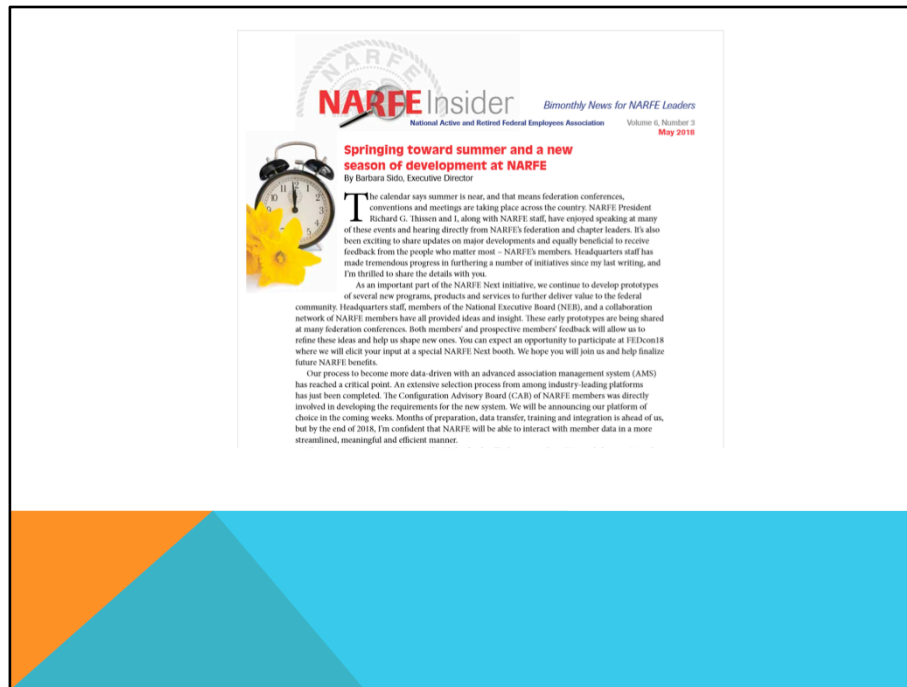 NARFE
NARFE Insider
Bimonthly News for NARFE Leaders
National Active and Retired Federal Employees Association
Volume 6, Number 3
May 2018
Springing toward summer and a new
season of development at NARFE
By Barbara Sido, Executive Director
The calendar says summer is near, and that means federation conferences,
conventions and meetings are taking place across the country. NARFE President
Richard G. Thissen and I, along with NARFE staff, have enjoyed speaking at many
of these events and hearing directly from NARFE's federation and chapter leaders. It's also
been exciting to share updates on major developments and equally beneficial to receive
feedback from the people who matter most – NARFE's members. Headquarters staff has
made tremendous progress in furthering a number of initiatives since my last writing, and
I'm thrilled to share the details with you.
As an important part of the NARFE Next initiative, we continue to develop prototypes
of several new programs, products and services to further deliver value to the federal
community. Headquarters staff, members of the National Executive Board (NEB), and a collaboration
network of NARFE members have all provided ideas and insight. These early prototypes are being shared
at many federation conferences. Both members' and prospective members' feedback will allow us to
refine these ideas and help us shape new ones. You can expect an opportunity to participate at FEDcon18
where we will elicit your input at a special NARFE Next booth. We hope you will join us and help finalize
future NARFE benefits.
Our process to become more data-driven with an advanced association management system (AMS)
has reached a critical point. An extensive selection process from among industry-leading platforms
has just been completed. The Configuration Advisory Board (CAB) of NARFE members was directly
involved in developing the requirements for the new system. We will be announcing our platform of
choice in the coming weeks. Months of preparation, data transfer, training and integration is ahead of us,
but by the end of 2018, I'm confident that NARFE will be able to interact with member data in a more
streamlined, meaningful and efficient manner.